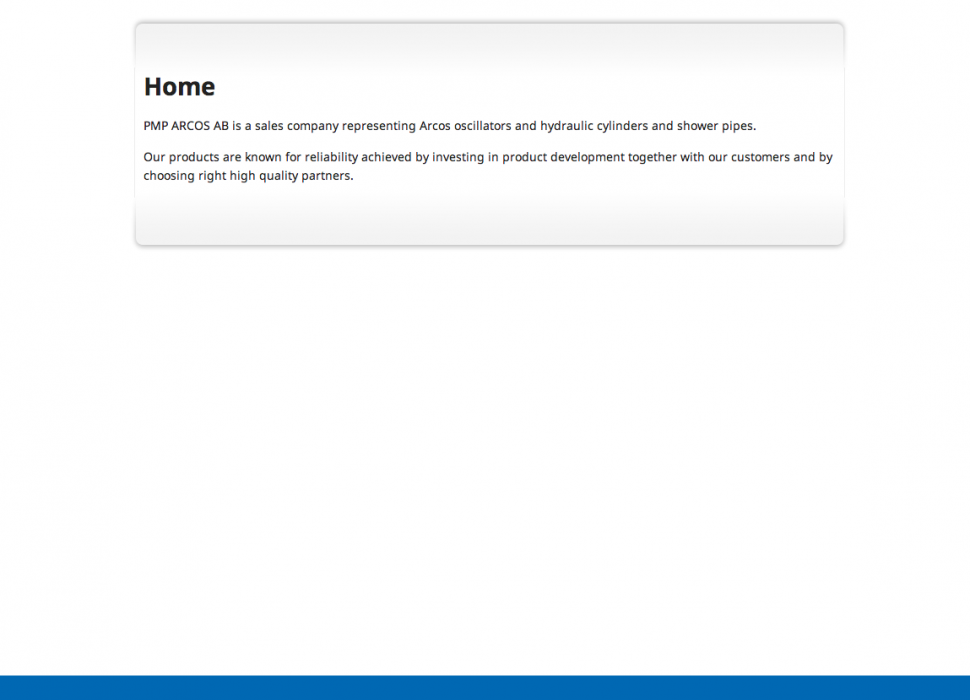 Home
PMP ARCOS AB is a sales company representing Arcos oscillators and hydraulic cylinders and shower pipes.
Our products are known for reliability achieved by investing in product development together with our customers and by
choosing right high quality partners.